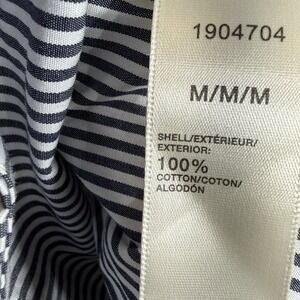 1904704
M/M/M
SHELL/EXTÉRIEUR/
EXTERIOR:
100%
COTTON/COTON/
ALGODÓN